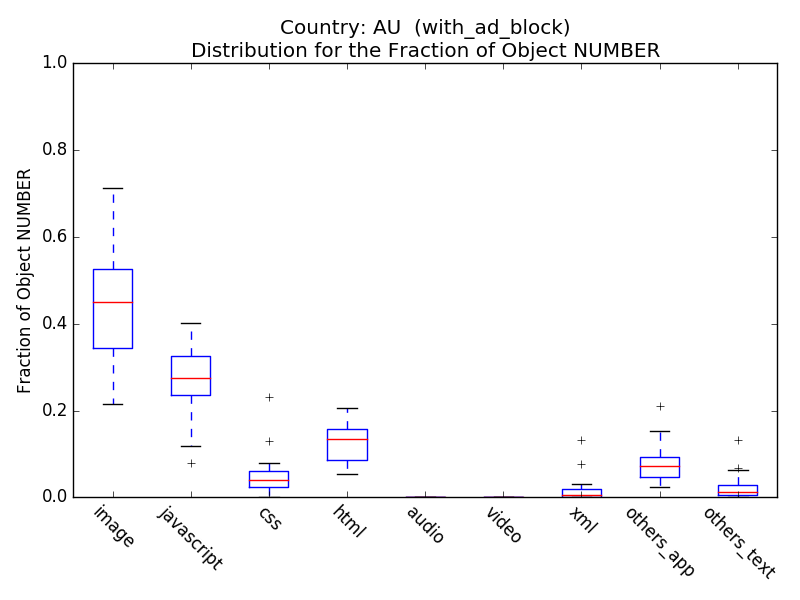 Country: AU  (with_ad_block)
Distribution for the Fraction of Object NUMBER
Fraction of Object NUMBER
1.0
0.8
0.6
0.4
0.2
0.0
image
javascript
css
html
audio
video
xml
others_app
others_text